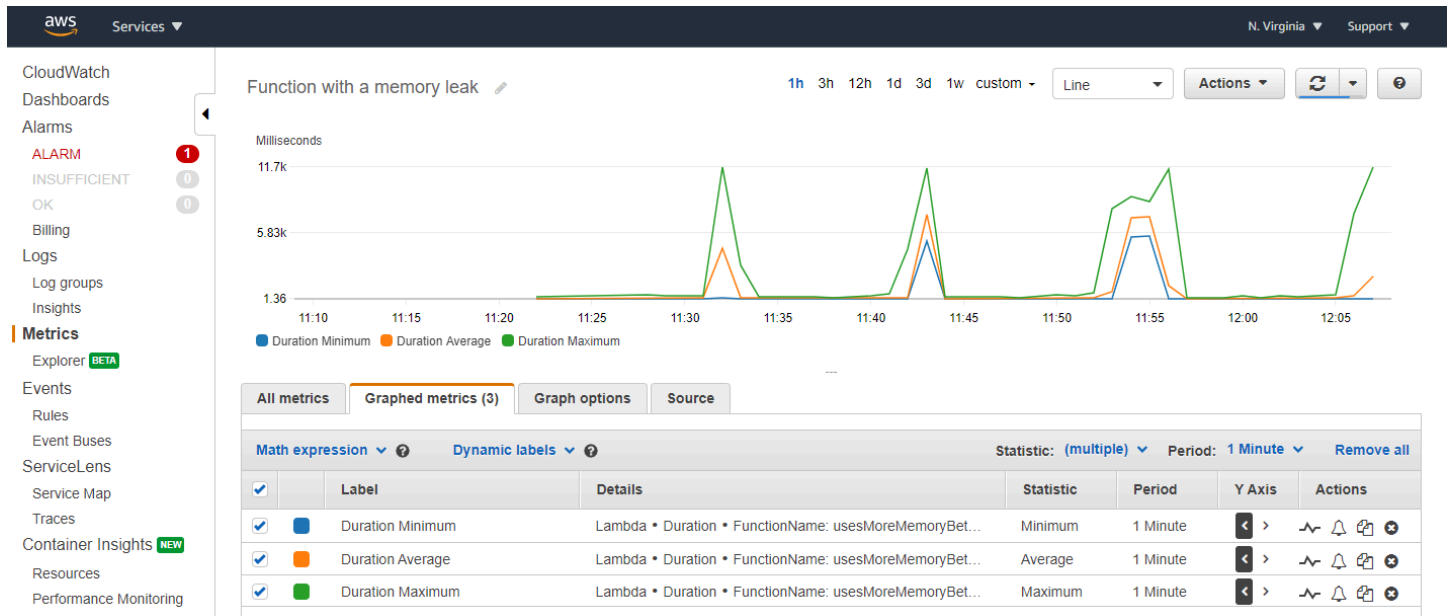 aws Services N. Virginia Support
CloudWatch
Dashboards
Alarms
ALARM 1
INSUFFICIENT 0
OK 0
Billing
Logs
Log groups
Insights
Metrics
Explorer BETA
Events
Rules
Event Buses
ServiceLens
Service Map
Traces
Container Insights NEW
Resources
Performance Monitoring
Function with a memory leak 1h 3h 12h 1d 3d 1w custom Line Actions
Milliseconds
11.7k
5.83k
1.36
11:10 11:15 11:20 11:25 11:30 11:35 11:40 11:45 11:50 11:55 12:00 12:05
Duration Minimum Duration Average Duration Maximum
All metrics Graphed metrics (3) Graph options Source
Math expression Dynamic labels Statistic: (multiple) Period: 1 Minute Remove all
Label Details Statistic Period Y Axis Actions
Duration Minimum Lambda • Duration • FunctionName: usesMoreMemoryBet... Minimum 1 Minute
Duration Average Lambda • Duration • FunctionName: usesMoreMemoryBet... Average 1 Minute
Duration Maximum Lambda • Duration • FunctionName: usesMoreMemoryBet... Maximum 1 Minute